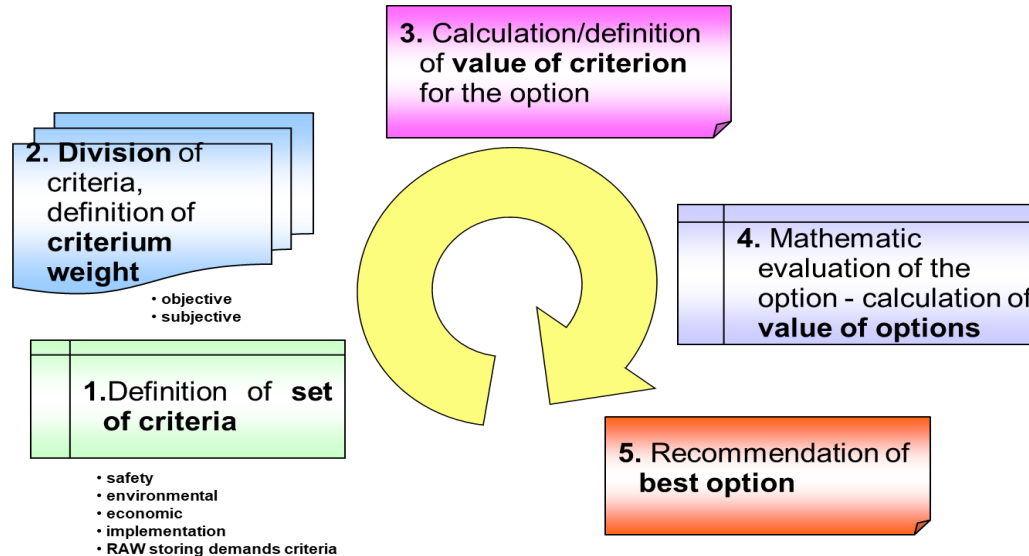 1.Definition of set
of criteria
• safety
• environmental
• economic
• implementation
• RAW storing demands criteria
2. Division of
criteria,
definition of
criterium
weight
• objective
• subjective
3. Calculation/definition
of value of criterion
for the option
4. Mathematic
evaluation of the
option - calculation of
value of options
5. Recommendation of
best option